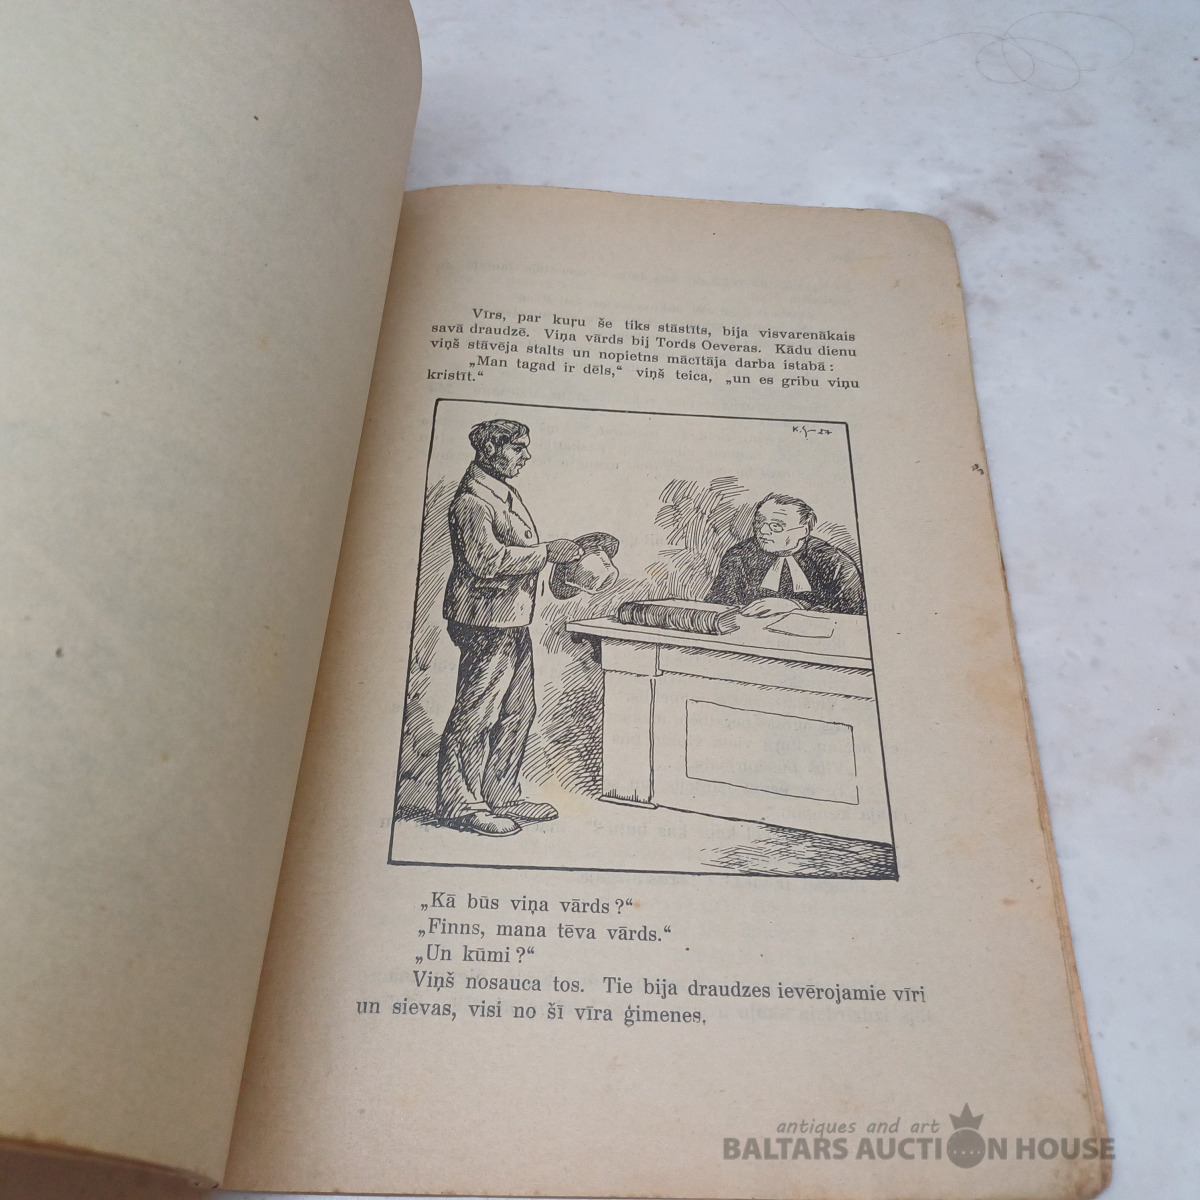 Vīrs, par kuŗu še tiks stāstīts, bija visvarenākais
savā draudzē. Viņa vārds bij Tords Oeveras. Kādu dienu
viņš stāvēja stalts un nopietns mācītāja darba istabā:
„Man tagad ir dēls,“ viņš teica, „un es gribu viņu
kristīt.“
„Kā būs viņa vārds?“
„Finns, mana tēva vārds.“
„Un kūmi?“
Viņš nosauca tos. Tie bija draudzes ievērojamie vīri
un sievas, visi no šī vīra ģimenes.
antiques and art
BALTARS AUCTION HOUSE